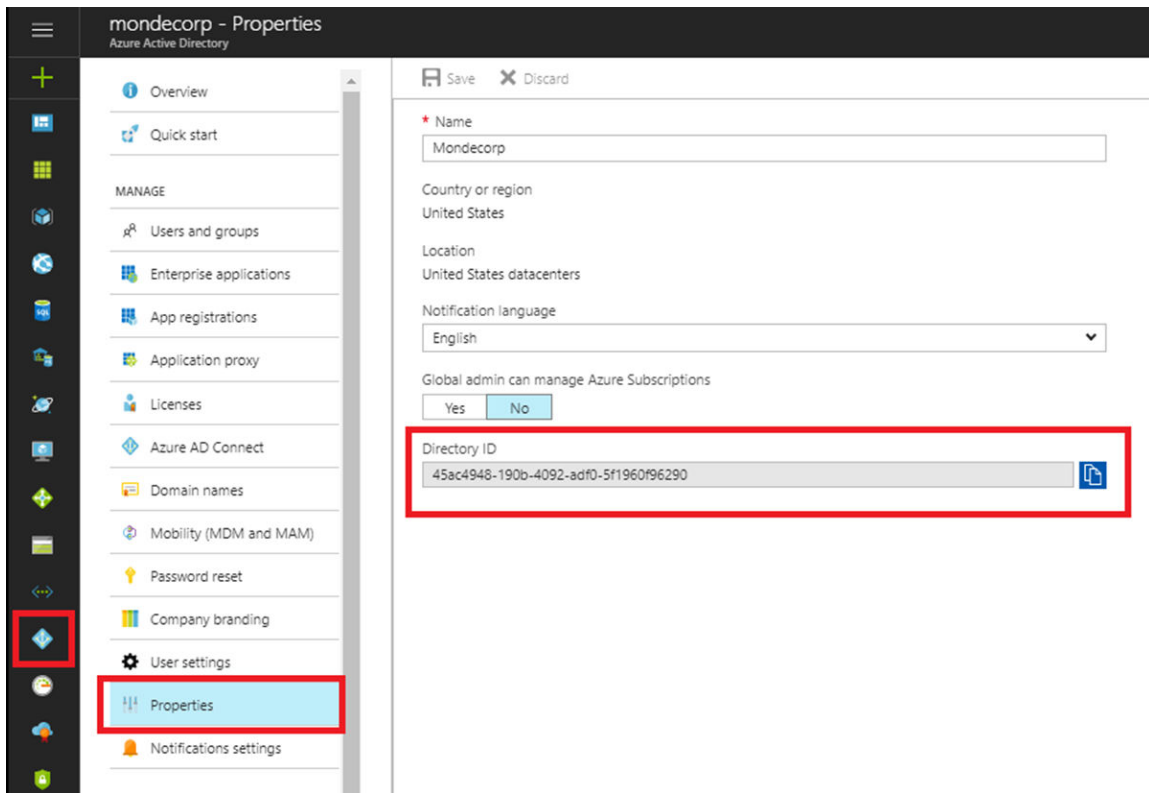 mondecorp - Properties
Azure Active Directory
Overview
Quick start
MANAGE
Users and groups
Enterprise applications
App registrations
Application proxy
Licenses
Azure AD Connect
Domain names
Mobility (MDM and MAM)
Password reset
Company branding
User settings
Properties
Notifications settings
Save Discard
* Name
Mondecorp
Country or region
United States
Location
United States datacenters
Notification language
English
Global admin can manage Azure Subscriptions
Yes No
Directory ID
45ac4948-190b-4092-adf0-5f1960f96290
SQL